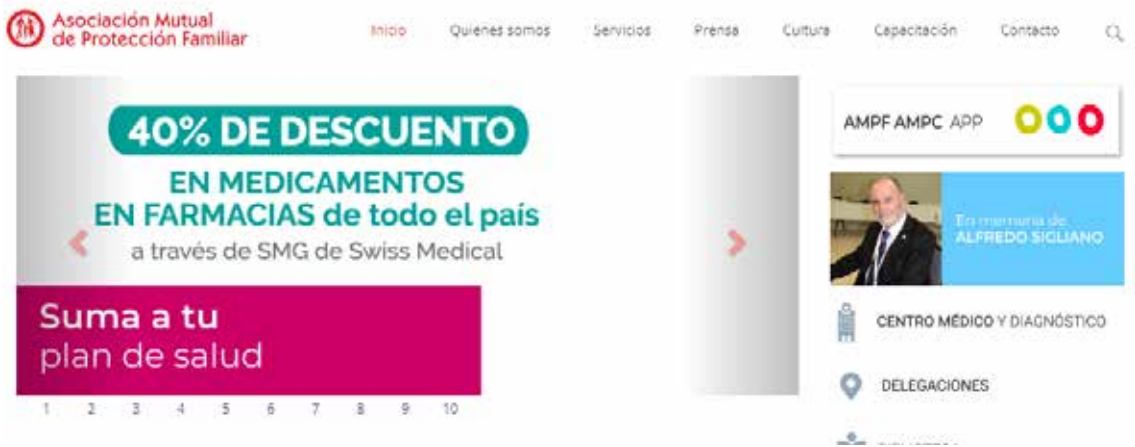 Asociación Mutual
de Protección Familiar
Inicio
Quienes somos
Servicios
Prensa
Cultura
Capacitación
Contacto
40% DE DESCUENTO
EN MEDICAMENTOS
EN FARMACIAS de todo el país
a través de SMG de Swiss Medical
Suma a tu
plan de salud
1 2 3 4 5 6 7 8 9 10
AMPF AMPC APP
En memoria de
ALFREDO SIGLIANO
CENTRO MÉDICO Y DIAGNÓSTICO
DELEGACIONES